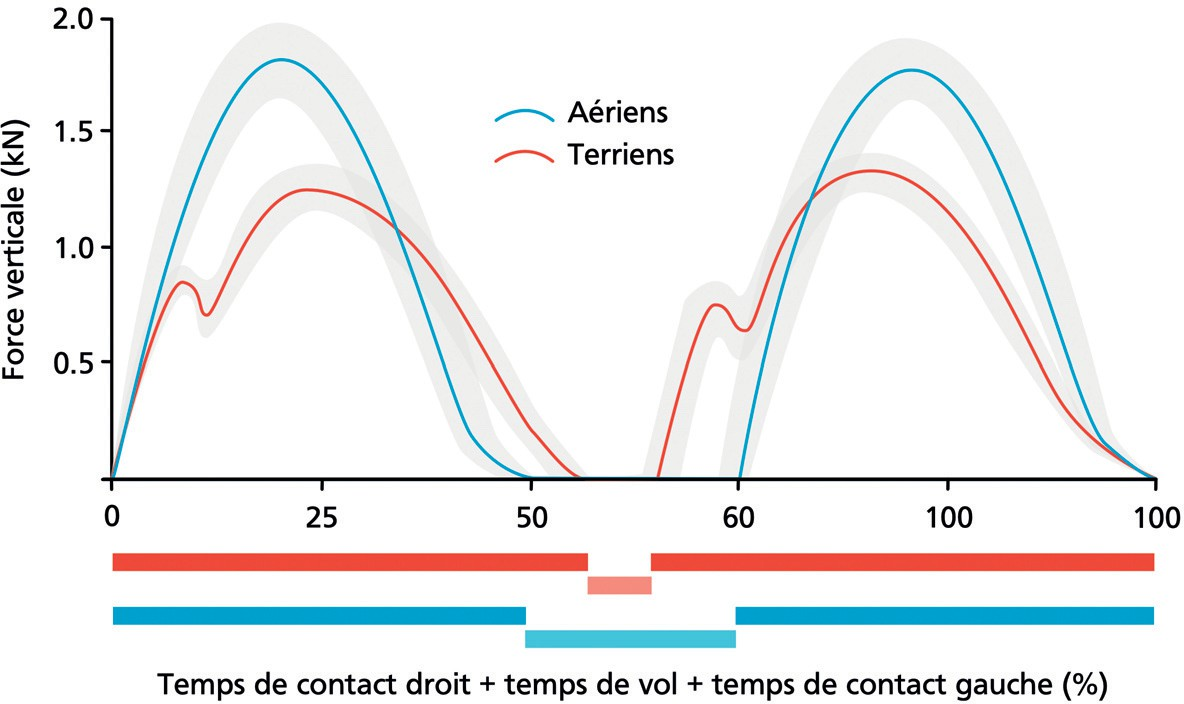 2.0
1.5
1.0
0.5
Force verticale (kN)
Aériens
Terriens
0 25 50 60 100 100
Temps de contact droit + temps de vol + temps de contact gauche (%)